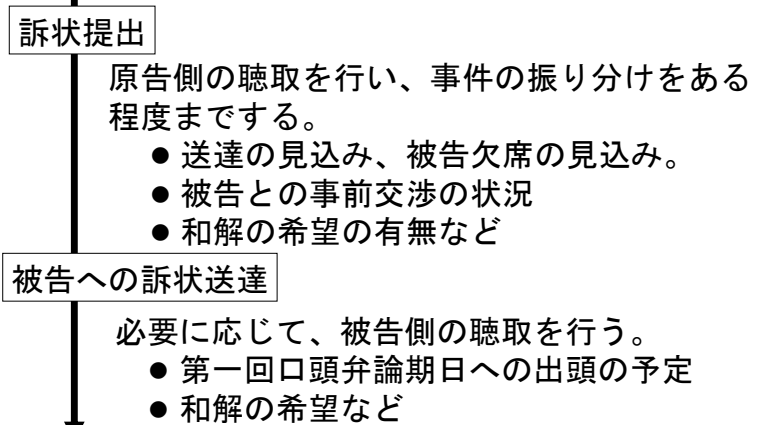 訴状提出
原告側の聴取を行い、事件の振り分けをある
程度までする。
● 送達の見込み、被告欠席の見込み。
● 被告との事前交渉の状況
● 和解の希望の有無など
被告への訴状送達
必要に応じて、被告側の聴取を行う。
● 第一回口頭弁論期日への出頭の予定
● 和解の希望など